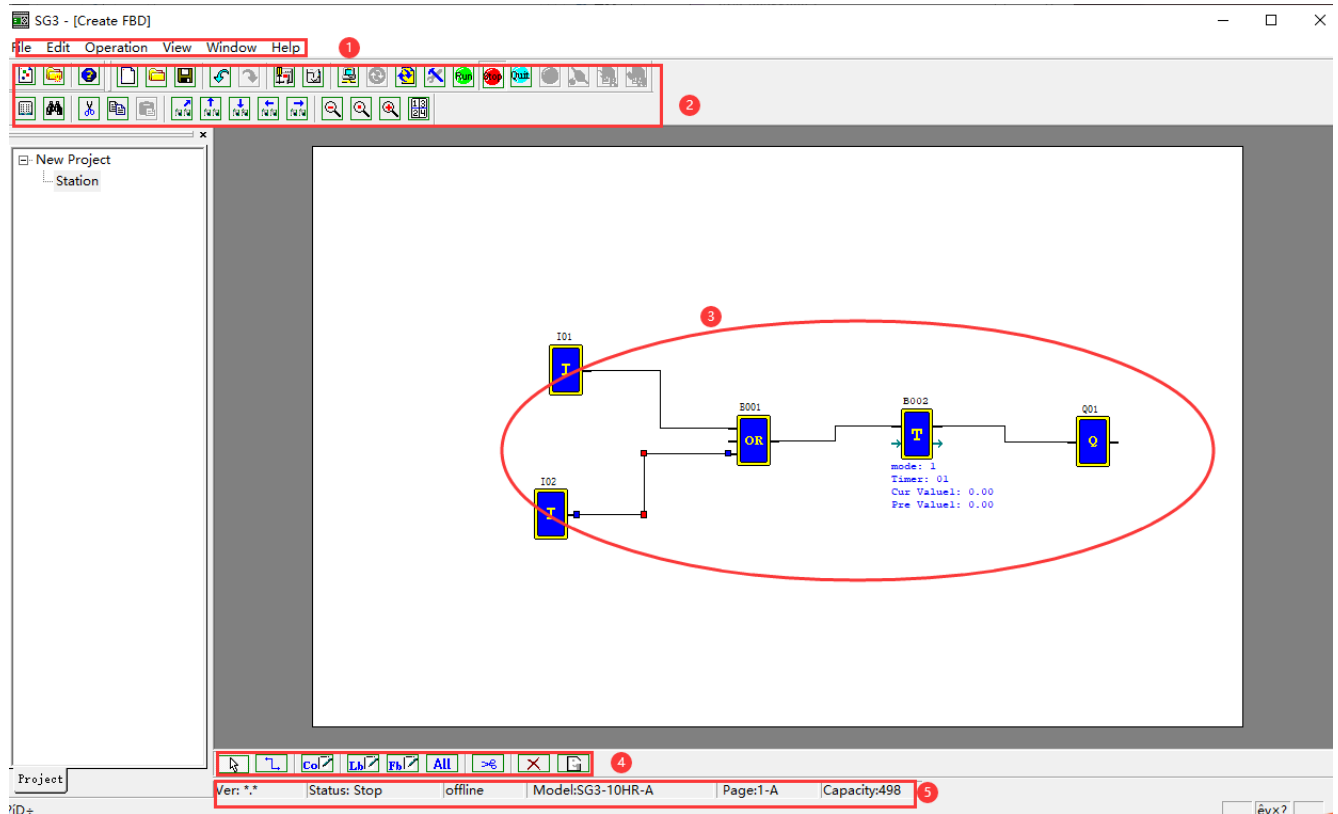 SG3 - [Create FBD]
File Edit Operation View Window Help
1
Run Stop Quit
2
New Project
Station
3
I01
I
B001
OR
B002
T
Q01
Q
mode: 1
Timer: 01
Cur Value1: 0.00
Pre Value1: 0.00
I02
I
Co Lb Fb All
4
Project
Ver: *.* Status: Stop offline Model:SG3-10HR-A Page:1-A Capacity:498
5